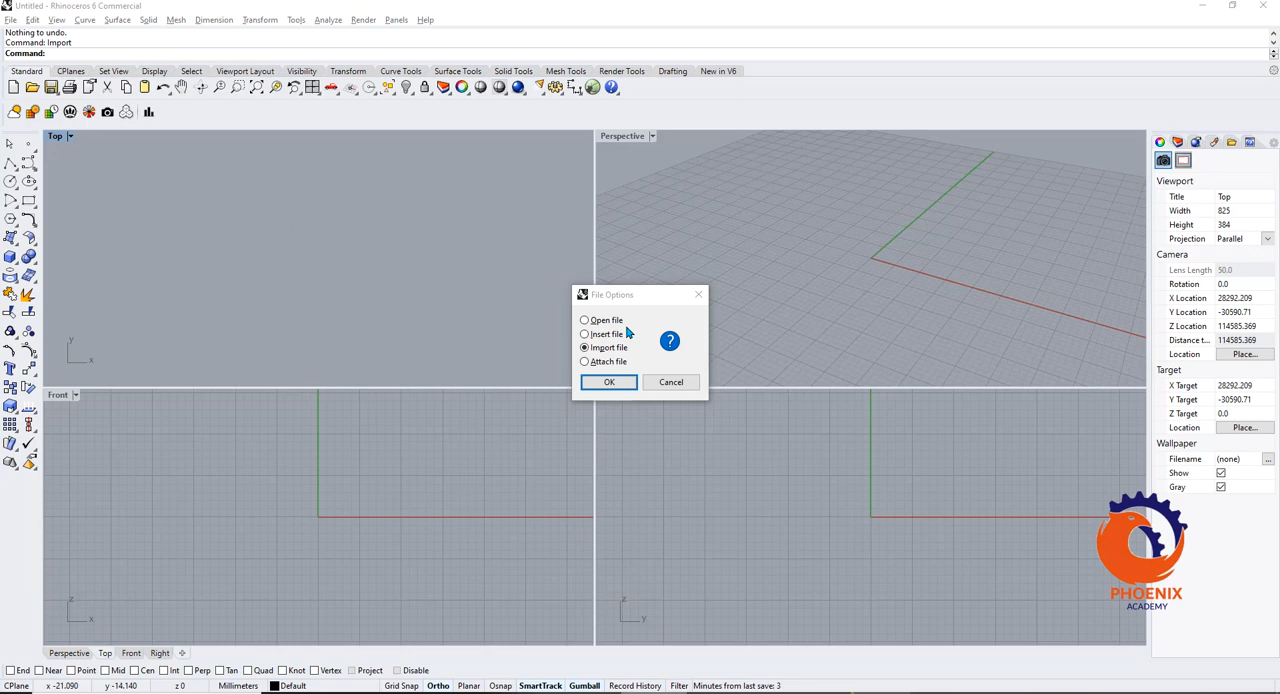 Untitled - Rhinoceros 6 Commercial
File Edit View Curve Surface Solid Mesh Dimension Transform Tools Analyze Render Panels Help
Nothing to undo.
Command: Import
Command:
Standard CPlanes Set View Display Select Viewport Layout Visibility Transform Curve Tools Surface Tools Solid Tools Mesh Tools Render Tools Drafting New in V6
Top
Perspective
Viewport
Title Top
Width 825
Height 384
Projection Parallel
Camera
Lens Length 50.0
Rotation 0.0
X Location 28292.209
Y Location -30590.71
Z Location 114585.369
Distance t... 114585.369
Location Place...
Target
X Target 28292.209
Y Target -30590.71
Z Target 0.0
Location Place...
Wallpaper
Filename (none) ...
Show
Gray
File Options
Open file
Insert file
Import file
Attach file
?
OK Cancel
y
x
Front
z
x
z
y
PHOENIX
ACADEMY
Perspective Top Front Right
End Near Point Mid Cen Int Perp Tan Quad Knot Vertex Project Disable
CPlane x -21.090 y -14.140 z 0 Millimeters Default Grid Snap Ortho Planar Osnap SmartTrack Gumball Record History Filter Minutes from last save: 3